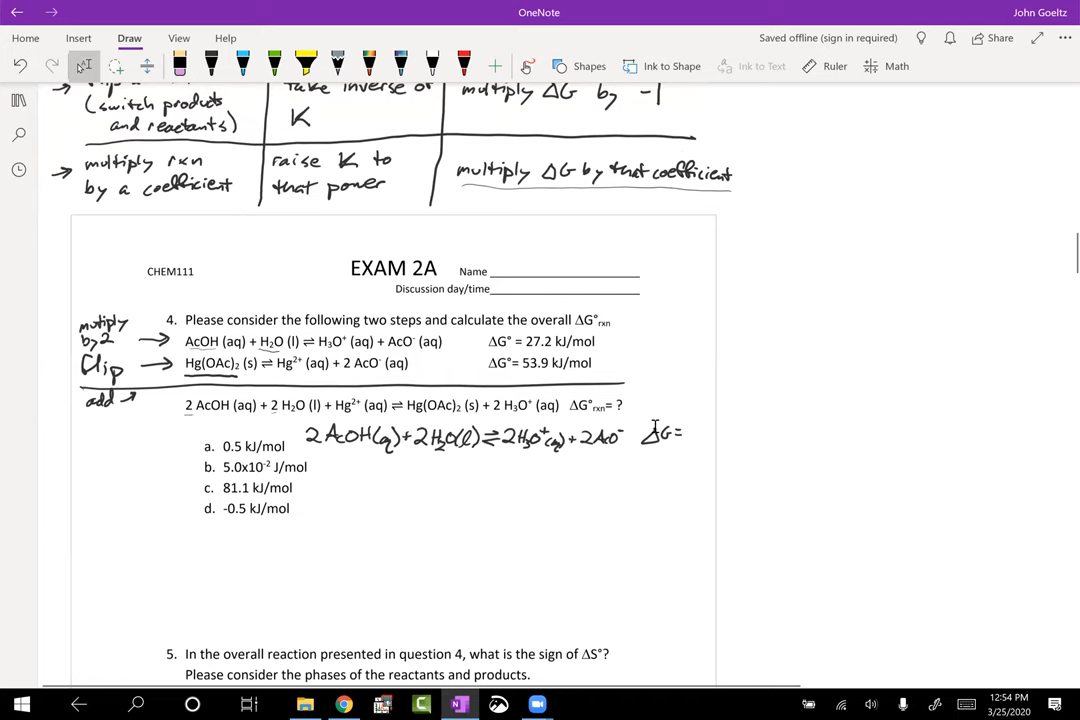 OneNote
John Goeltz
Home Insert Draw View Help
Saved offline (sign in required) Share
Shapes Ink to Shape Ink to Text Ruler Math
(switch products
and reactants)
take inverse of
K
multiply ΔG by -1
multiply rxn
by a coefficient
raise K to
that power
multiply ΔG by that coefficient
CHEM111 EXAM 2A Name
Discussion day/time
mutiply
by 2
flip
add
4. Please consider the following two steps and calculate the overall ΔG°rxn
AcOH (aq) + H₂O (l) ⇌ H₃O⁺ (aq) + AcO⁻ (aq) ΔG° = 27.2 kJ/mol
Hg(OAc)₂ (s) ⇌ Hg²⁺ (aq) + 2 AcO⁻ (aq) ΔG°= 53.9 kJ/mol
2 AcOH (aq) + 2 H₂O (l) + Hg²⁺ (aq) ⇌ Hg(OAc)₂ (s) + 2 H₃O⁺ (aq) ΔG°rxn= ?
2AcOH(aq)+2H₂O(l)⇌2H₃O⁺(aq)+2AcO⁻ ΔG=
a. 0.5 kJ/mol
b. 5.0x10⁻² J/mol
c. 81.1 kJ/mol
d. -0.5 kJ/mol
5. In the overall reaction presented in question 4, what is the sign of ΔS°?
Please consider the phases of the reactants and products.
12:54 PM
3/25/2020